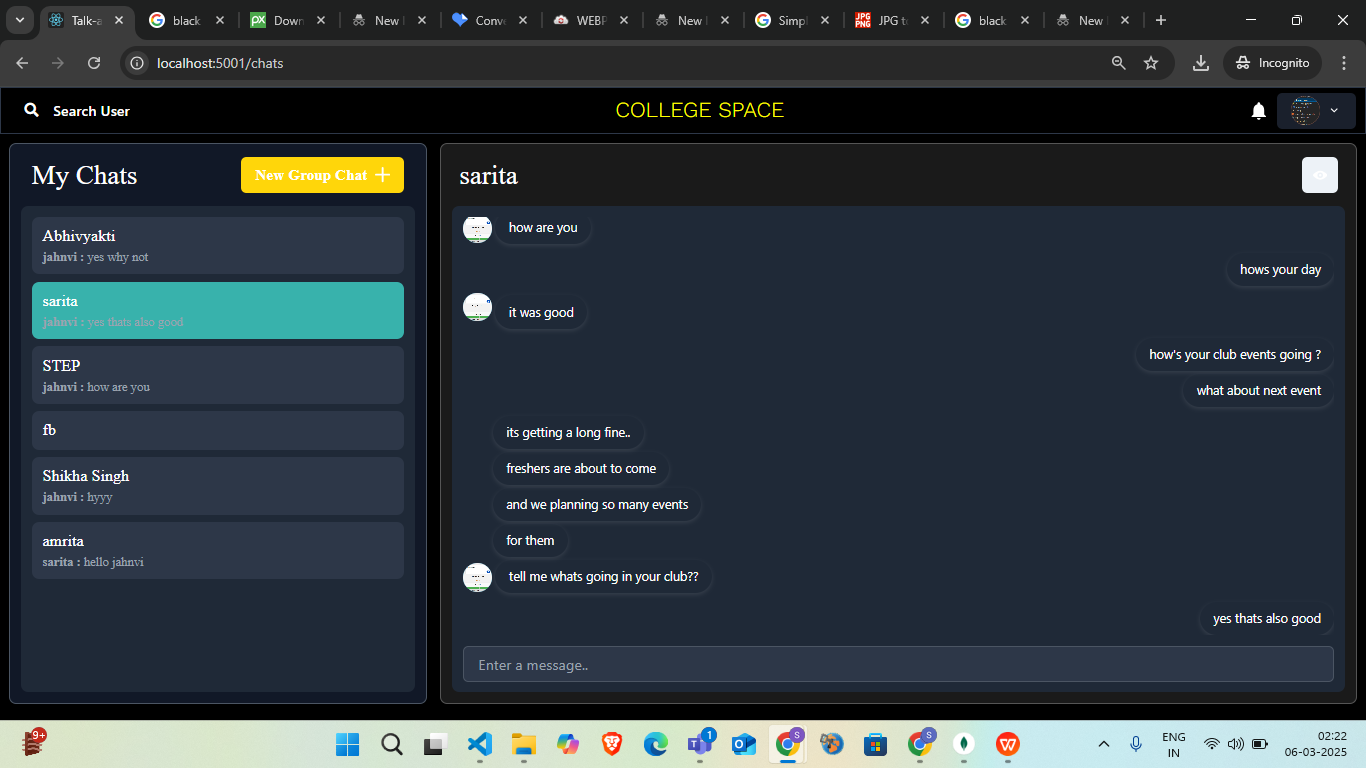 Talk-a
black
Down
New
Conve
WEBP
New
Simpl
JPG t
black
New
localhost:5001/chats
Incognito
Search User
COLLEGE SPACE
My Chats
New Group Chat
Abhivyakti
jahnvi : yes why not
sarita
jahnvi : yes thats also good
STEP
jahnvi : how are you
fb
Shikha Singh
jahnvi : hyyy
amrita
sarita : hello jahnvi
sarita
how are you
hows your day
it was good
how's your club events going ?
what about next event
its getting a long fine..
freshers are about to come
and we planning so many events
for them
tell me whats going in your club??
yes thats also good
Enter a message..
9+
1
S
S
ENG
IN
02:22
06-03-2025